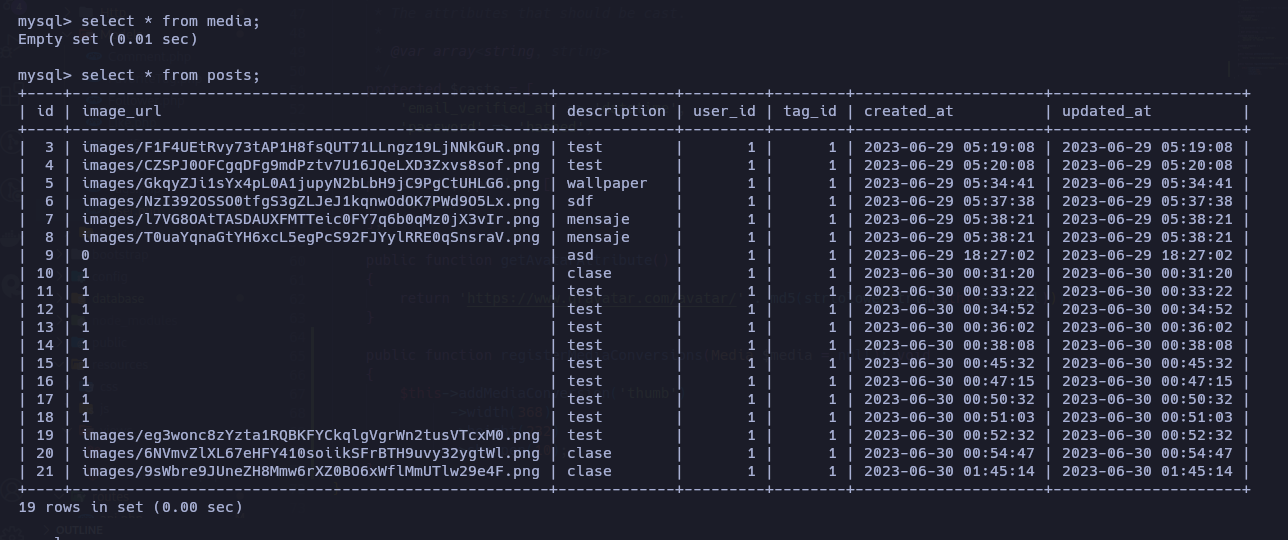 mysql> select * from media;
Empty set (0.01 sec)
mysql> select * from posts;
+----+------------------------------------------------------+-------------+---------+--------+---------------------+---------------------+
| id | image_url | description | user_id | tag_id | created_at | updated_at |
+----+------------------------------------------------------+-------------+---------+--------+---------------------+---------------------+
| 3 | images/F1F4UEtRvy73tAP1H8fsQUT71LLngz19LjNNkGuR.png | test | 1 | 1 | 2023-06-29 05:19:08 | 2023-06-29 05:19:08 |
| 4 | images/CZSPJ0OFCgqDFg9mdPztv7U16JQeLXD3Zxvs8sof.png | test | 1 | 1 | 2023-06-29 05:20:08 | 2023-06-29 05:20:08 |
| 5 | images/GkqyZJi1sYx4pL0A1jupyN2bLbH9jC9PgCtUHLG6.png | wallpaper | 1 | 1 | 2023-06-29 05:34:41 | 2023-06-29 05:34:41 |
| 6 | images/NzI392OSSO0tfgS3gZLJeJ1kqnwOdOK7PWd9O5Lx.png | sdf | 1 | 1 | 2023-06-29 05:37:38 | 2023-06-29 05:37:38 |
| 7 | images/l7VG8OAtTASDAUXFMTTeic0FY7q6b0qMz0jX3vIr.png | mensaje | 1 | 1 | 2023-06-29 05:38:21 | 2023-06-29 05:38:21 |
| 8 | images/T0uaYqnaGtYH6xcL5egPcS92FJYylRRE0qSnsraV.png | mensaje | 1 | 1 | 2023-06-29 05:38:21 | 2023-06-29 05:38:21 |
| 9 | 0 | asd | 1 | 1 | 2023-06-29 18:27:02 | 2023-06-29 18:27:02 |
| 10 | 1 | clase | 1 | 1 | 2023-06-30 00:31:20 | 2023-06-30 00:31:20 |
| 11 | 1 | test | 1 | 1 | 2023-06-30 00:33:22 | 2023-06-30 00:33:22 |
| 12 | 1 | test | 1 | 1 | 2023-06-30 00:34:52 | 2023-06-30 00:34:52 |
| 13 | 1 | test | 1 | 1 | 2023-06-30 00:36:02 | 2023-06-30 00:36:02 |
| 14 | 1 | test | 1 | 1 | 2023-06-30 00:38:08 | 2023-06-30 00:38:08 |
| 15 | 1 | test | 1 | 1 | 2023-06-30 00:45:32 | 2023-06-30 00:45:32 |
| 16 | 1 | test | 1 | 1 | 2023-06-30 00:47:15 | 2023-06-30 00:47:15 |
| 17 | 1 | test | 1 | 1 | 2023-06-30 00:50:32 | 2023-06-30 00:50:32 |
| 18 | 1 | test | 1 | 1 | 2023-06-30 00:51:03 | 2023-06-30 00:51:03 |
| 19 | images/eg3wonc8zYzta1RQBKFYCkqlgVgrWn2tusVTcxM0.png | test | 1 | 1 | 2023-06-30 00:52:32 | 2023-06-30 00:52:32 |
| 20 | images/6NVmvZlXL67eHFY410soiikSFrBTH9uvy32ygtWl.png | clase | 1 | 1 | 2023-06-30 00:54:47 | 2023-06-30 00:54:47 |
| 21 | images/9sWbre9JUneZH8Mmw6rXZ0BO6xWflMmUTlw29e4F.png | clase | 1 | 1 | 2023-06-30 01:45:14 | 2023-06-30 01:45:14 |
+----+------------------------------------------------------+-------------+---------+--------+---------------------+---------------------+
19 rows in set (0.00 sec)
OUTLINE